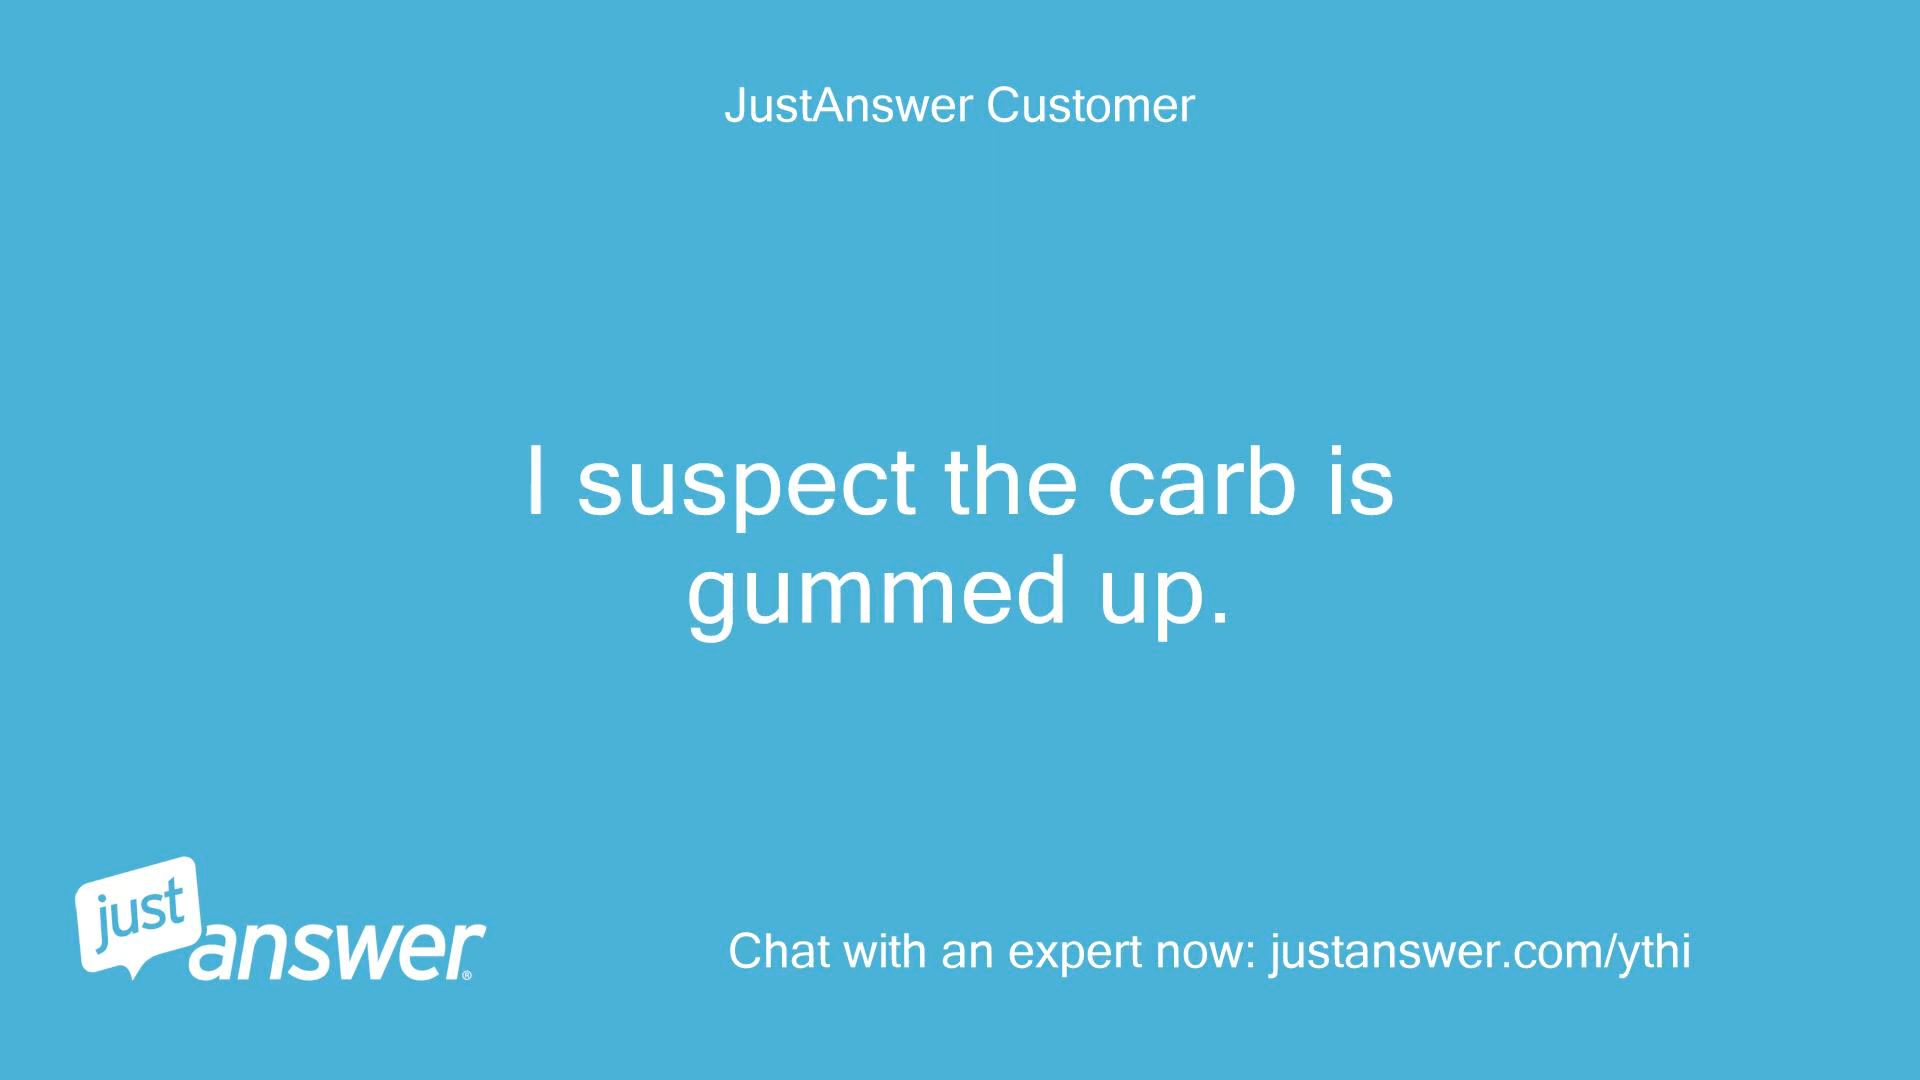 JustAnswer Customer
I suspect the carb is
gummed up.
just
answer®
Chat with an expert now: justanswer.com/ythi